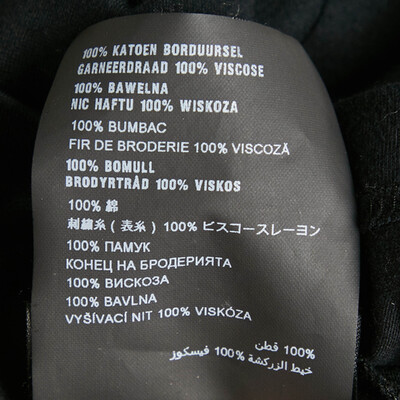 100% KATOEN BORDUURSEL
GARNEERDRAAD 100% VISCOSE
100% BAWELNA
NIC HAFTU 100% WISKOZA
100% BUMBAC
FIR DE BRODERIE 100% VISCOZĂ
100% BOMULL
BRODYRTRÅD 100% VISKOS
100% 綿
刺繍糸（表糸）100% ビスコースレーヨン
100% ПАМУК
КОНЕЦ НА БРОДЕРИЯТА
100% ВИСКОЗА
100% BAVLNA
VYŠÍVACÍ NIT 100% VISKÓZA
100% قطن
خيط الزركشة 100% فيسكوز